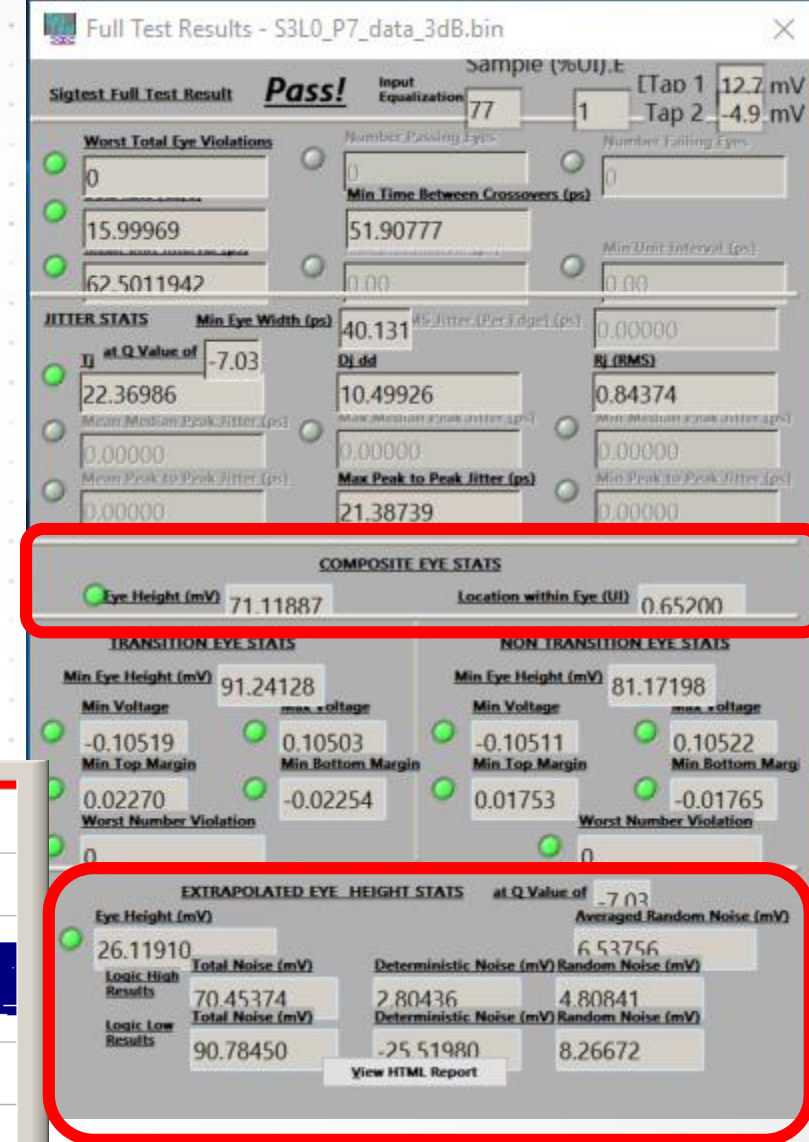 Full Test Results - S3L0_P7_data_3dB.bin
Sigtest Full Test Result Pass! Input Equalization Sample (%UI).E
77 1 [Tap 1 12.7 mV
Tap 2 -4.9 mV
Worst Total Eye Violations Number Passing Eyes Number Failing Eyes
0 0 0
Min Time Between Crossovers (ps)
15.99969 51.90777
Min Unit Interval (ps)
62.5011942 0.00 0.00
JITTER STATS Min Eye Width (ps) 40.131 MS Jitter (Per Edge) (ps) 0.00000
Tj at Q Value of -7.03 Dj dd Rj (RMS)
22.36986 10.49926 0.84374
Mean Median Peak Jitter (ps) Max Median Peak Jitter (ps) Min Median Peak Jitter (ps)
0.00000 0.00000 0.00000
Mean Peak to Peak Jitter (ps) Max Peak to Peak Jitter (ps) Min Peak to Peak Jitter (ps)
0.00000 21.38739 0.00000
COMPOSITE EYE STATS
Eye Height (mV) 71.11887 Location within Eye (UI) 0.65200
TRANSITION EYE STATS NON TRANSITION EYE STATS
Min Eye Height (mV) 91.24128 Min Eye Height (mV) 81.17198
Min Voltage Max Voltage Min Voltage Max Voltage
-0.10519 0.10503 -0.10511 0.10522
Min Top Margin Min Bottom Margin Min Top Margin Min Bottom Margi
0.02270 -0.02254 0.01753 -0.01765
Worst Number Violation Worst Number Violation
0 0
EXTRAPOLATED EYE HEIGHT STATS at Q Value of -7.03
Eye Height (mV) Averaged Random Noise (mV)
26.11910 6.53756
Logic High Results Total Noise (mV) Deterministic Noise (mV) Random Noise (mV)
70.45374 2.80436 4.80841
Logic Low Results Total Noise (mV) Deterministic Noise (mV) Random Noise (mV)
90.78450 -25.51980 8.26672
View HTML Report